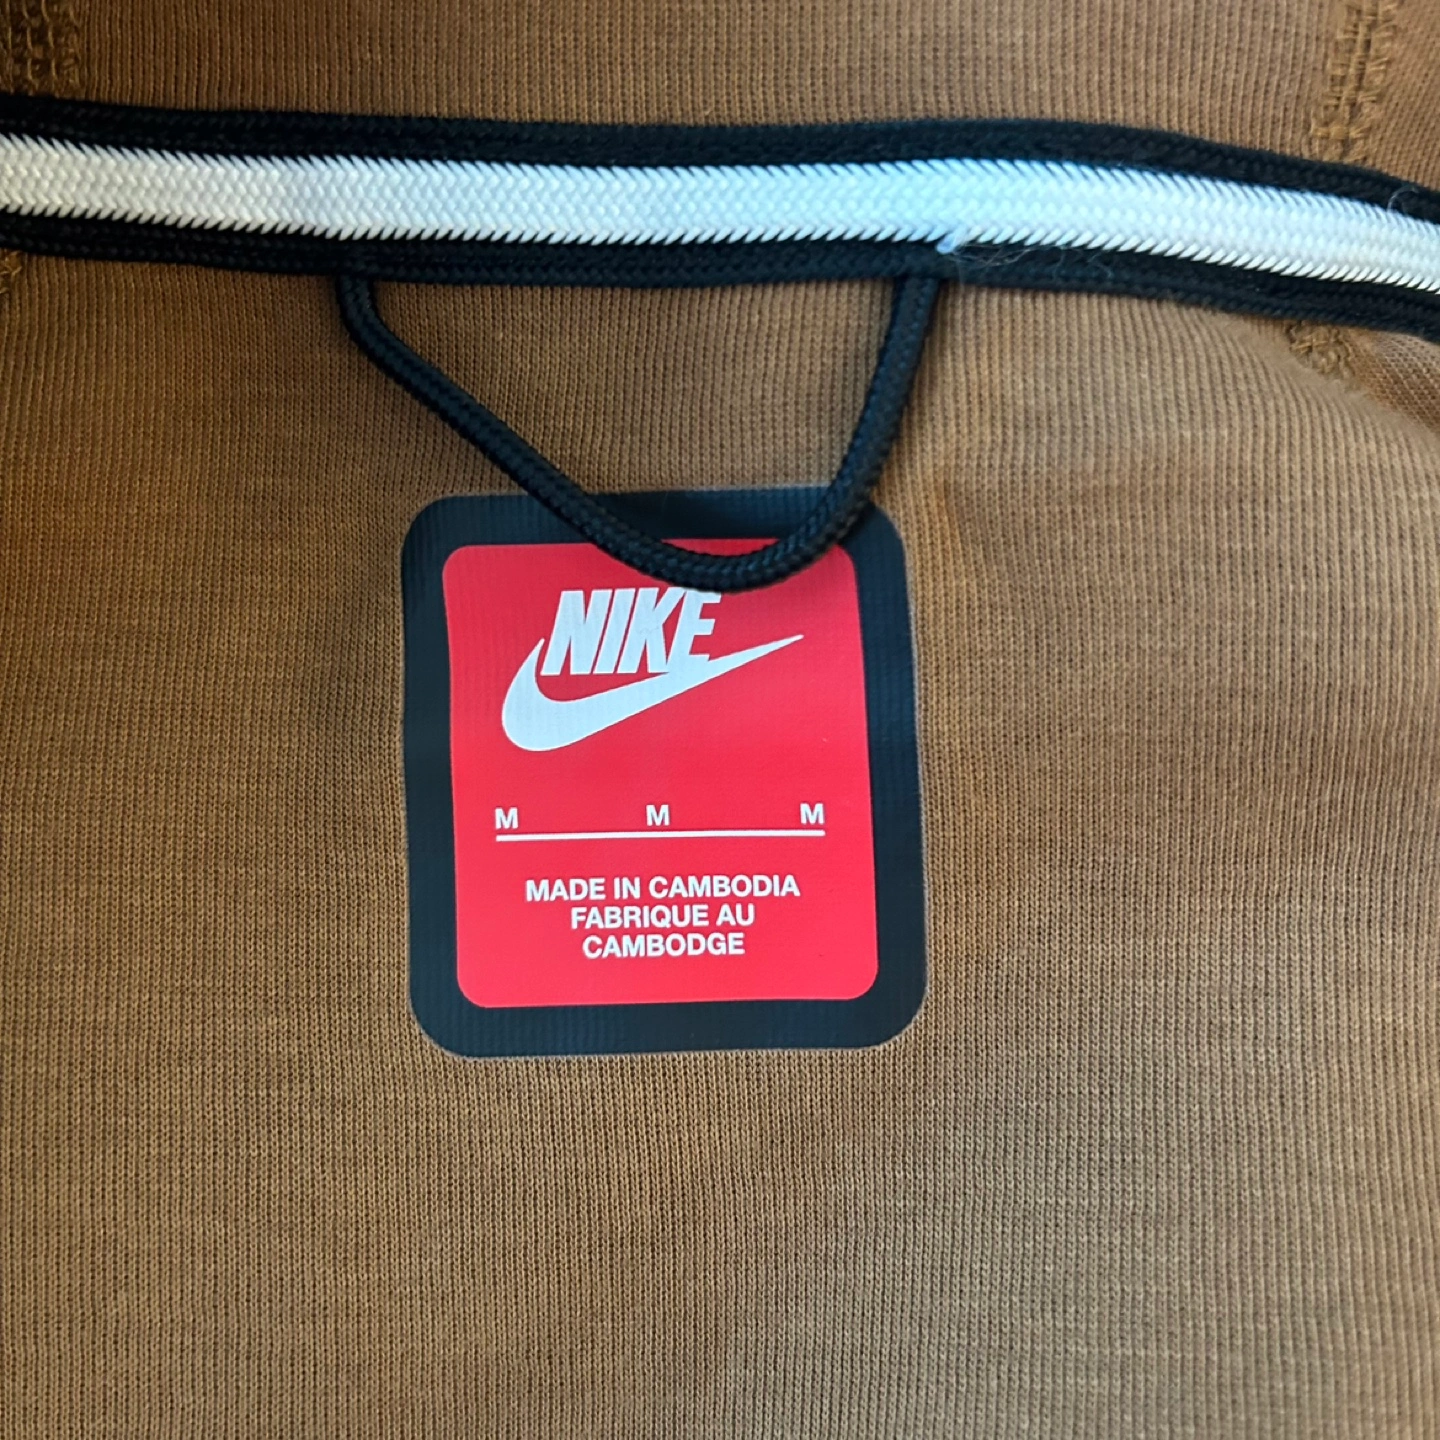 NIKE
M M M
MADE IN CAMBODIA
FABRIQUE AU
CAMBODGE